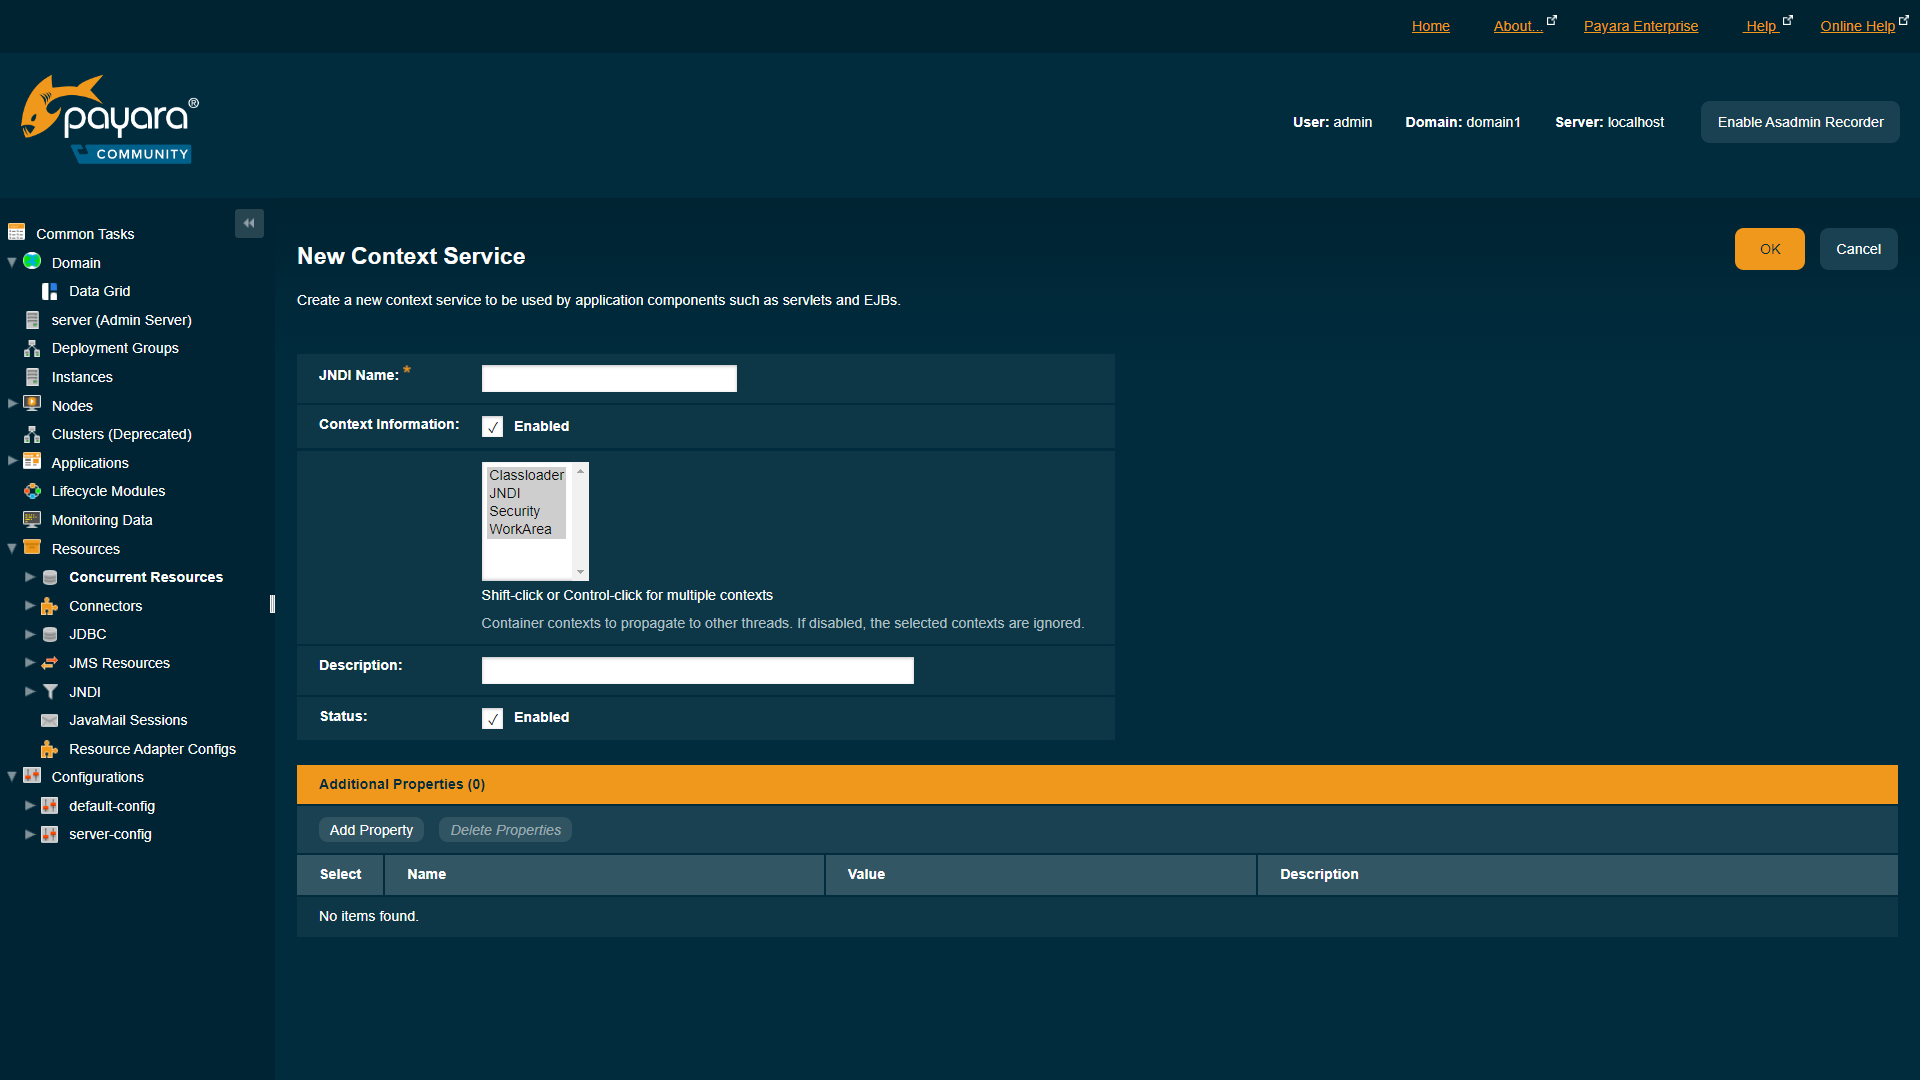 Home About... Payara Enterprise Help Online Help
payara®
COMMUNITY
User: admin Domain: domain1 Server: localhost Enable Asadmin Recorder
Common Tasks
Domain
Data Grid
server (Admin Server)
Deployment Groups
Instances
Nodes
Clusters (Deprecated)
Applications
Lifecycle Modules
Monitoring Data
Resources
Concurrent Resources
Connectors
JDBC
JMS Resources
JNDI
JavaMail Sessions
Resource Adapter Configs
Configurations
default-config
server-config
New Context Service
OK Cancel
Create a new context service to be used by application components such as servlets and EJBs.
JNDI Name: *
Context Information: Enabled
Classloader
JNDI
Security
WorkArea
Shift-click or Control-click for multiple contexts
Container contexts to propagate to other threads. If disabled, the selected contexts are ignored.
Description:
Status: Enabled
Additional Properties (0)
Add Property Delete Properties
Select Name Value Description
No items found.